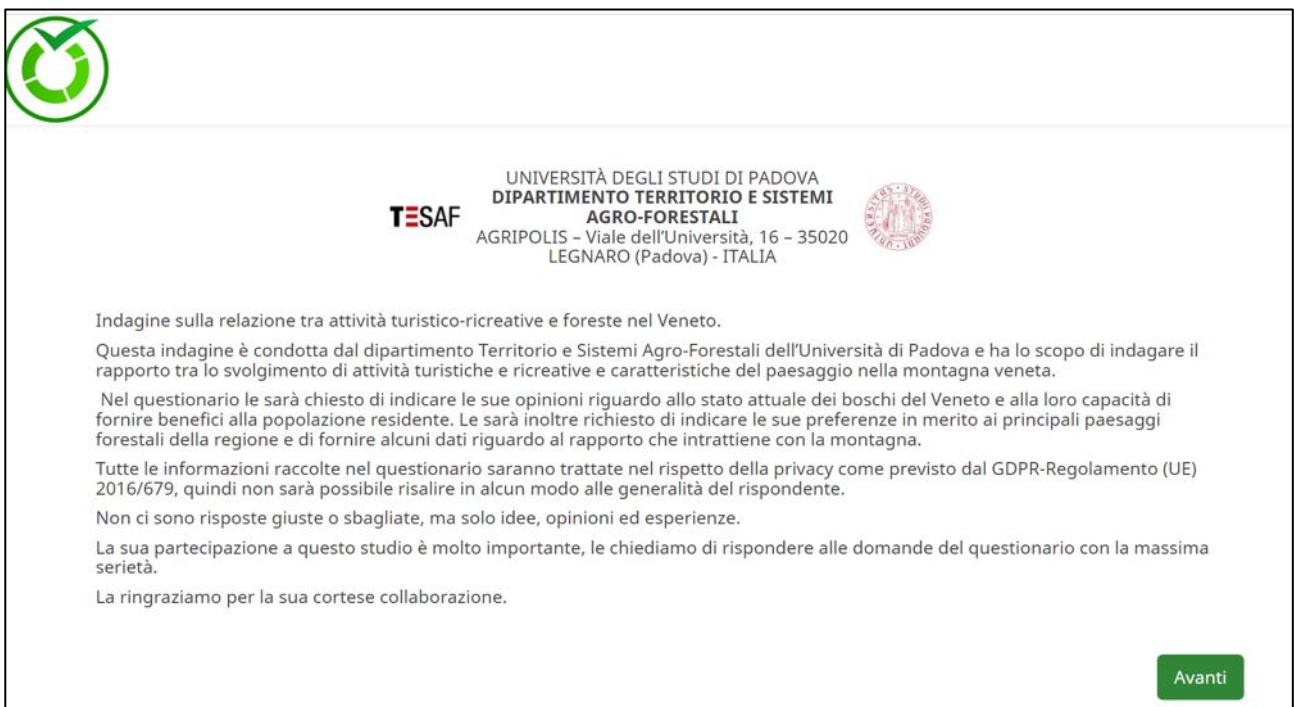 UNIVERSITÀ DEGLI STUDI DI PADOVA
DIPARTIMENTO TERRITORIO E SISTEMI
AGRO-FORESTALI
TESAF
AGRIPOLIS – Viale dell'Università, 16 – 35020
LEGNARO (Padova) - ITALIA
Indagine sulla relazione tra attività turistico-ricreative e foreste nel Veneto.
Questa indagine è condotta dal dipartimento Territorio e Sistemi Agro-Forestali dell'Università di Padova e ha lo scopo di indagare il
rapporto tra lo svolgimento di attività turistiche e ricreative e caratteristiche del paesaggio nella montagna veneta.
Nel questionario le sarà chiesto di indicare le sue opinioni riguardo allo stato attuale dei boschi del Veneto e alla loro capacità di
fornire benefici alla popolazione residente. Le sarà inoltre richiesto di indicare le sue preferenze in merito ai principali paesaggi
forestali della regione e di fornire alcuni dati riguardo al rapporto che intrattiene con la montagna.
Tutte le informazioni raccolte nel questionario saranno trattate nel rispetto della privacy come previsto dal GDPR-Regolamento (UE)
2016/679, quindi non sarà possibile risalire in alcun modo alle generalità del rispondente.
Non ci sono risposte giuste o sbagliate, ma solo idee, opinioni ed esperienze.
La sua partecipazione a questo studio è molto importante, le chiediamo di rispondere alle domande del questionario con la massima
serietà.
La ringraziamo per la sua cortese collaborazione.
Avanti